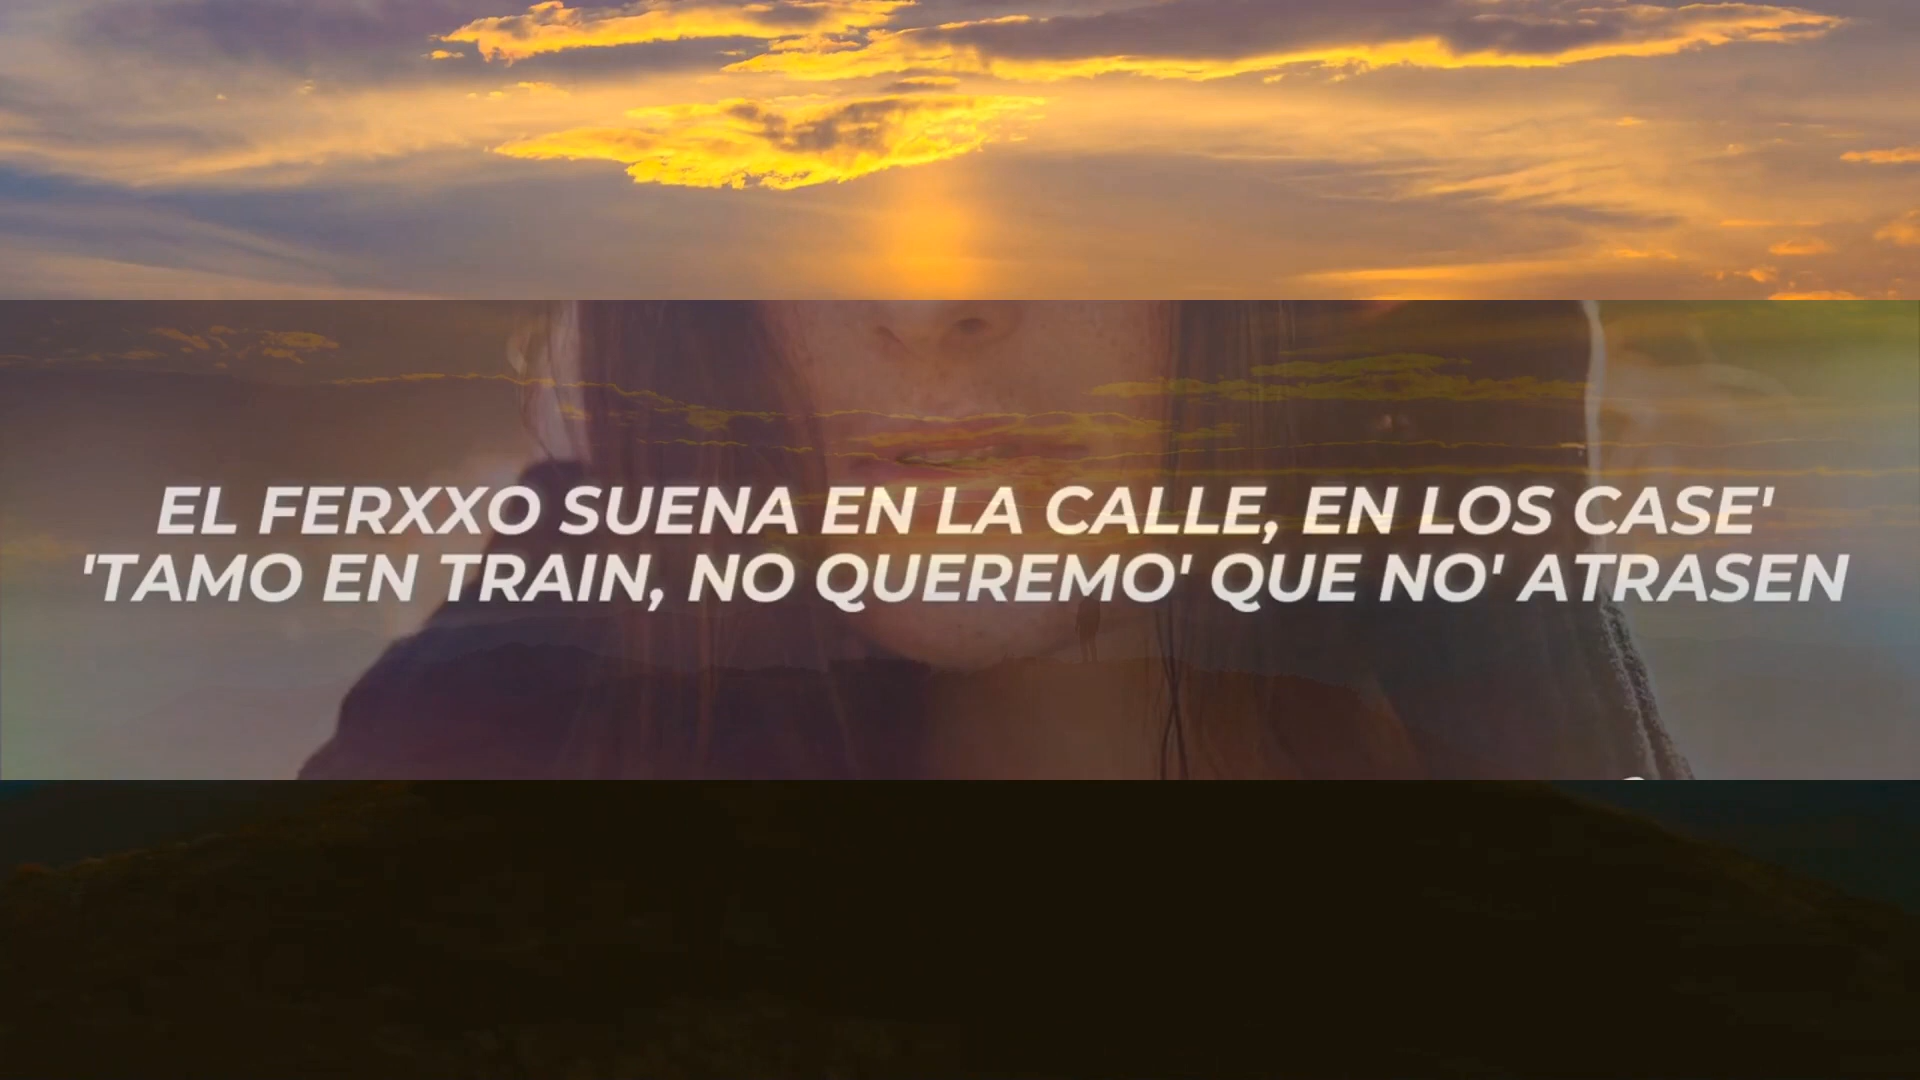 EL FERXXO SUENA EN LA CALLE, EN LOS CASE'
'TAMO EN TRAIN, NO QUEREMO' QUE NO' ATRASEN